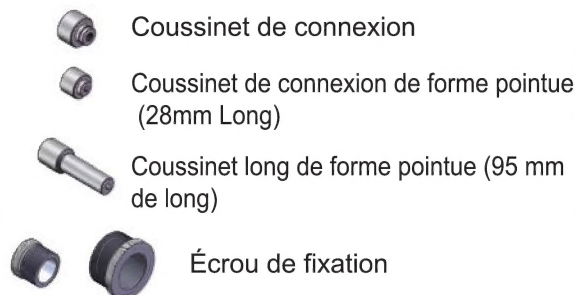 Coussinet de connexion
Coussinet de connexion de forme pointue
(28mm Long)
Coussinet long de forme pointue (95 mm
de long)
Écrou de fixation